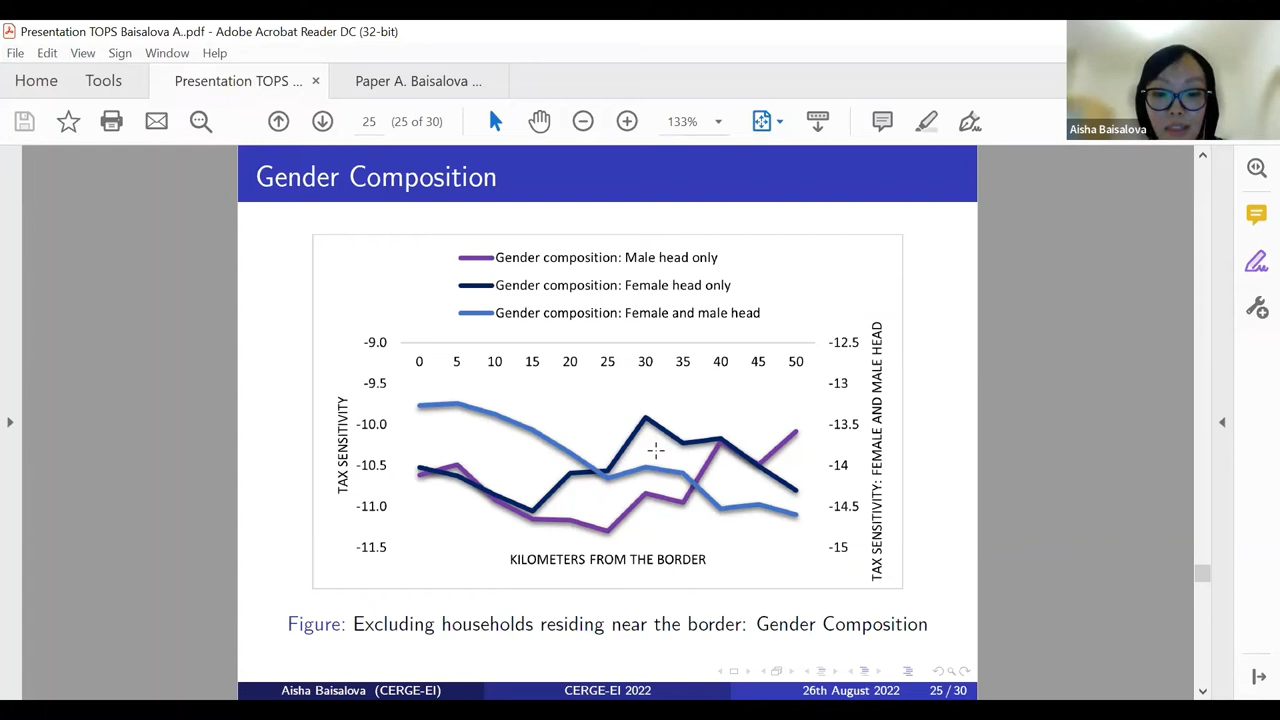 Presentation TOPS Baisalova A..pdf - Adobe Acrobat Reader DC (32-bit)
File Edit View Sign Window Help
Home Tools Presentation TOPS ... × Paper A. Baisalova ...
25 (25 of 30) 133%
Aisha Baisalova
Gender Composition
Gender composition: Male head only
Gender composition: Female head only
Gender composition: Female and male head
-9.0 -12.5
0 5 10 15 20 25 30 35 40 45 50
-9.5 -13
-10.0 -13.5
-10.5 -14
-11.0 -14.5
-11.5 -15
TAX SENSITIVITY
TAX SENSITIVITY: FEMALE AND MALE HEAD
KILOMETERS FROM THE BORDER
Figure: Excluding households residing near the border: Gender Composition
Aisha Baisalova (CERGE-EI) CERGE-EI 2022 26th August 2022 25 / 30